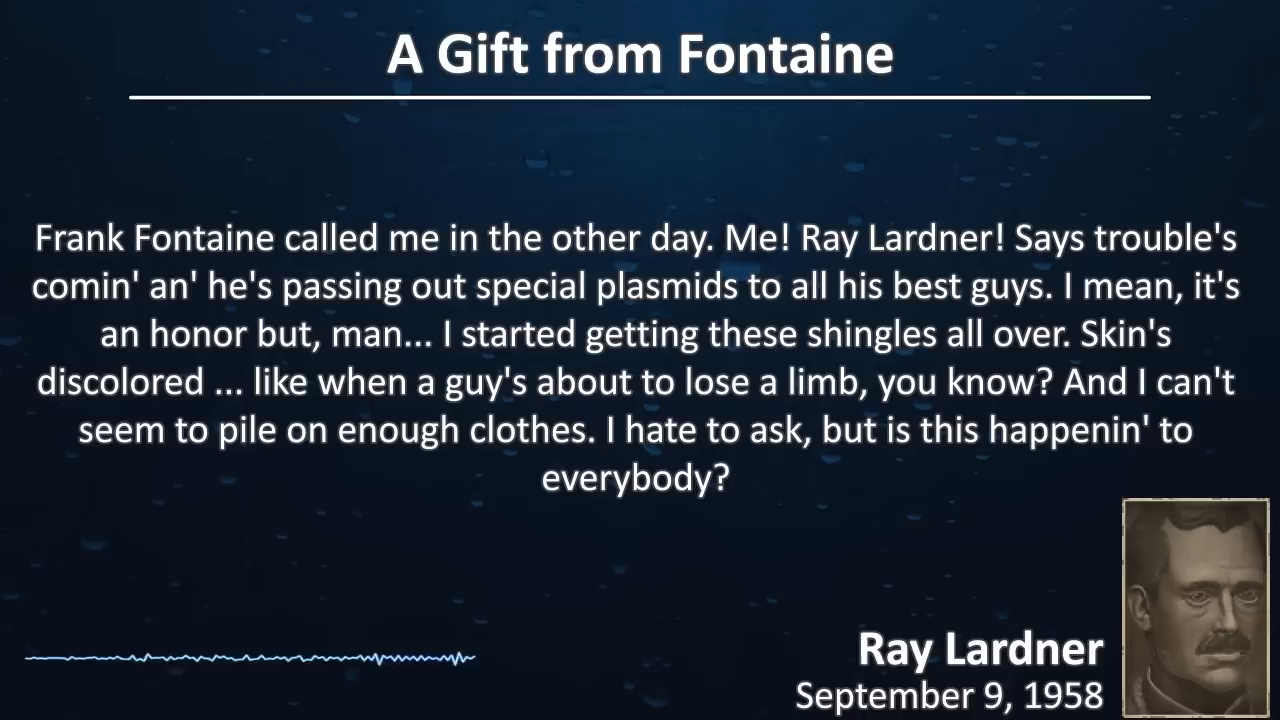 A Gift from Fontaine
Frank Fontaine called me in the other day. Me! Ray Lardner! Says trouble's
comin' an' he's passing out special plasmids to all his best guys. I mean, it's
an honor but, man... I started getting these shingles all over. Skin's
discolored ... like when a guy's about to lose a limb, you know? And I can't
seem to pile on enough clothes. I hate to ask, but is this happenin' to
everybody?
Ray Lardner
September 9, 1958